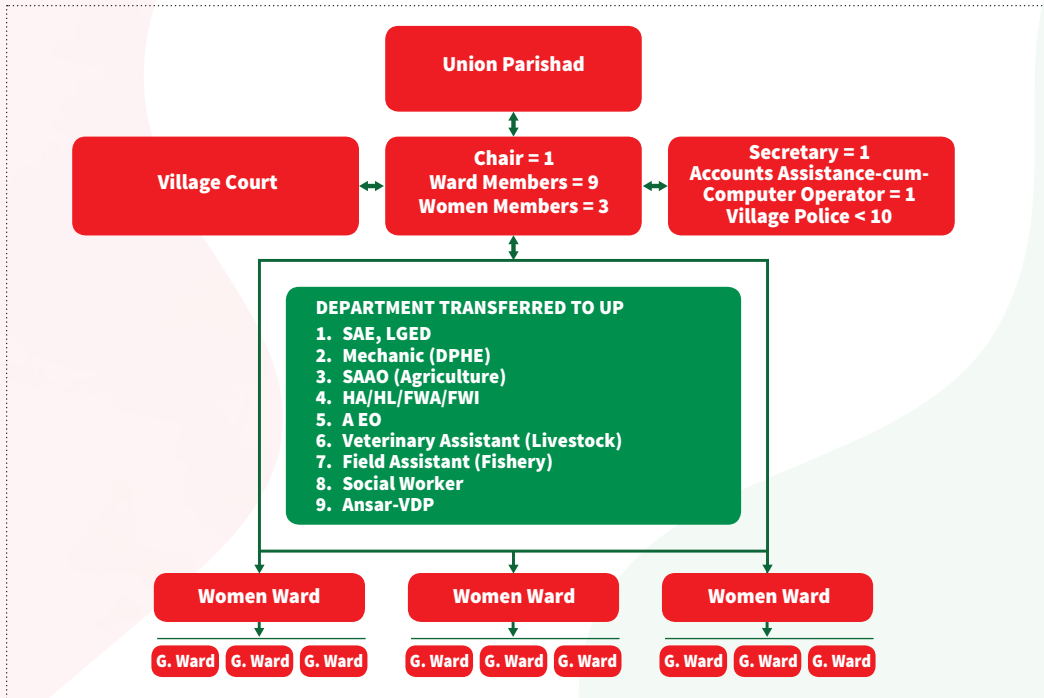 Union Parishad
Village Court
Chair = 1
Ward Members = 9
Women Members = 3
Secretary = 1
Accounts Assistance-cum-
Computer Operator = 1
Village Police < 10
DEPARTMENT TRANSFERRED TO UP
1. SAE, LGED
2. Mechanic (DPHE)
3. SAAO (Agriculture)
4. HA/HL/FWA/FWI
5. A EO
6. Veterinary Assistant (Livestock)
7. Field Assistant (Fishery)
8. Social Worker
9. Ansar-VDP
Women Ward
Women Ward
Women Ward
G. Ward
G. Ward
G. Ward
G. Ward
G. Ward
G. Ward
G. Ward
G. Ward
G. Ward